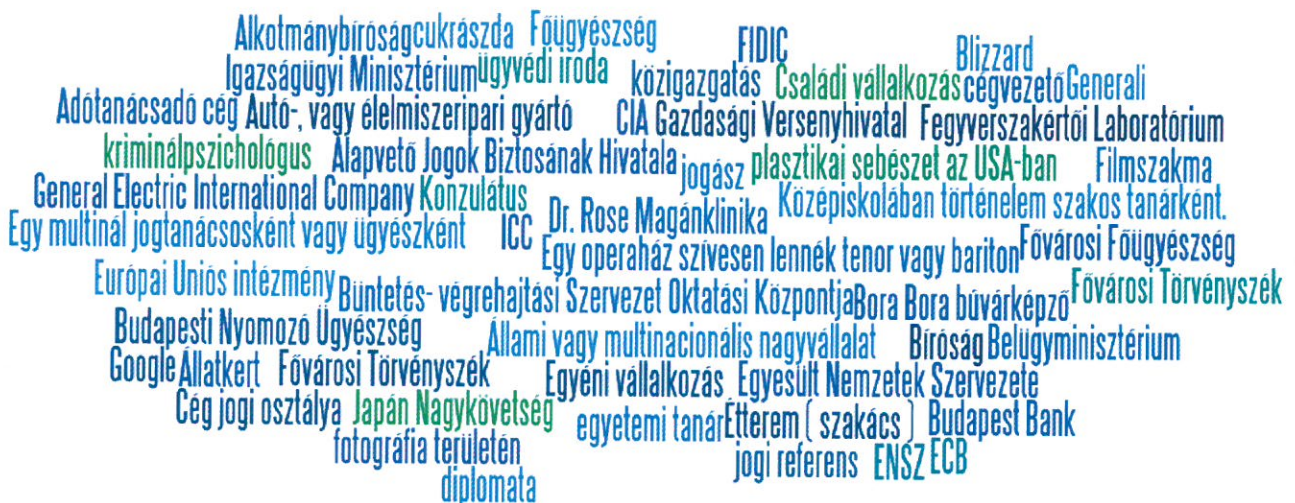 Alkotmánybíróság cukrászda Főügyészség FIDIC Blizzard
Igazságügyi Minisztérium ügyvédi iroda közigazgatás Családi vállalkozás cégvezető Generali
Adótanácsadó cég Autó-, vagy élelmiszeripari gyártó CIA Gazdasági Versenyhivatal Fegyverszakértői Laboratórium
kriminálpszichológus Alapvető Jogok Biztosának Hivatala jogász plasztikai sebészet az USA-ban Filmszakma
General Electric International Company Konzulátus Dr. Rose Magánklinika Középiskolában történelem szakos tanárként.
Egy multinál jogtanácsosként vagy ügyészként ICC Egy operaház szívesen lennék tenor vagy bariton Fővárosi Főügyészség
Európai Uniós intézmény Büntetés- végrehajtási Szervezet Oktatási Központja Bora Bora búvárképző Fővárosi Törvényszék
Budapesti Nyomozó Ügyészség Állami vagy multinacionális nagyvállalat Bíróság Belügyminisztérium
Google Állatkert Fővárosi Törvényszék Egyéni vállalkozás Egyesült Nemzetek Szervezete
Cég jogi osztálya Japán Nagykövetség egyetemi tanár Étterem ( szakács ) Budapest Bank
fotográfia területén jogi referens ENSZ ECB
diplomata